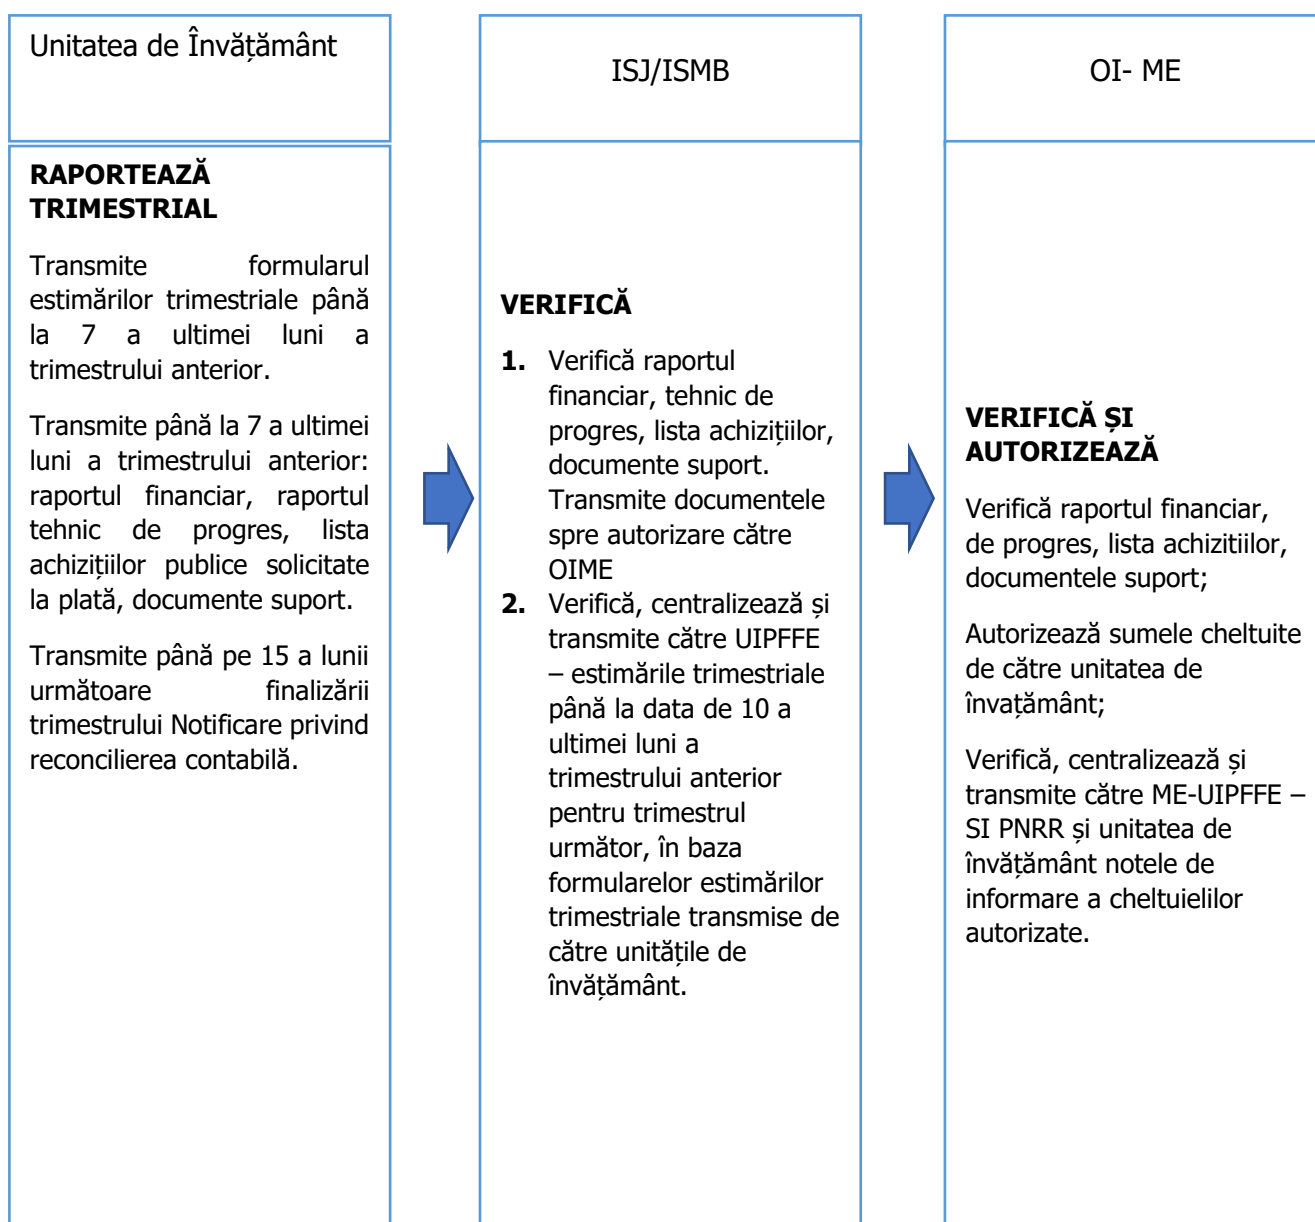 Unitatea de Învățământ
RAPORTEAZĂ
TRIMESTRIAL
Transmite formularul
estimărilor trimestriale până
la 7 a ultimei luni a
trimestrului anterior.
Transmite până la 7 a ultimei
luni a trimestrului anterior:
raportul financiar, raportul
tehnic de progres, lista
achizițiilor publice solicitate
la plată, documente suport.
Transmite până pe 15 a lunii
următoare finalizării
trimestrului Notificare privind
reconcilierea contabilă.
ISJ/ISMB
VERIFICĂ
1. Verifică raportul
financiar, tehnic de
progres, lista achizițiilor,
documente suport.
Transmite documentele
spre autorizare către
OIME
2. Verifică, centralizează și
transmite către UIPFFE
– estimările trimestriale
până la data de 10 a
ultimei luni a
trimestrului anterior
pentru trimestrul
următor, în baza
formularelor estimărilor
trimestriale transmise de
către unitățile de
învățământ.
OI- ME
VERIFICĂ ȘI
AUTORIZEAZĂ
Verifică raportul financiar,
de progres, lista achizitiilor,
documentele suport;
Autorizează sumele cheltuite
de către unitatea de
învațământ;
Verifică, centralizează și
transmite către ME-UIPFFE –
SI PNRR și unitatea de
învățământ notele de
informare a cheltuielilor
autorizate.